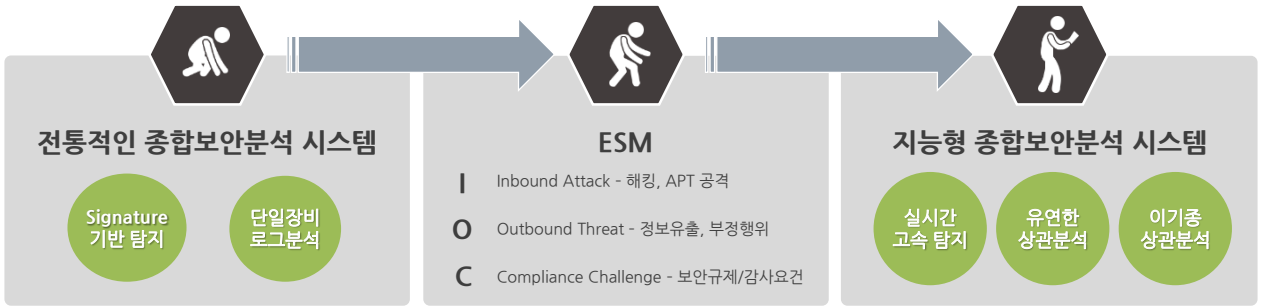 전통적인 종합보안분석 시스템
Signature
기반 탐지
단일장비
로그분석
ESM
I Inbound Attack - 해킹, APT 공격
O Outbound Threat - 정보유출, 부정행위
C Compliance Challenge - 보안규제/감사요건
지능형 종합보안분석 시스템
실시간
고속 탐지
유연한
상관분석
이기종
상관분석